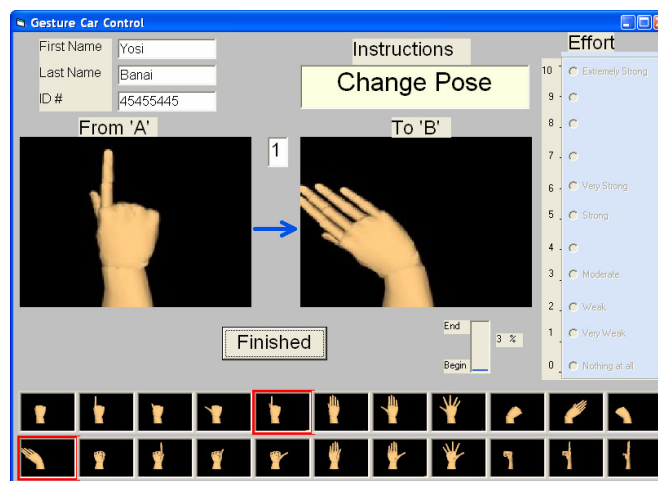 Gesture Car Control
First Name Yosi
Last Name Banai
ID # 45455445
Instructions
Change Pose
From 'A'
1
To 'B'
Effort
10 Extremely Strong
9
8
7
6 Very Strong
5 Strong
4
3 Moderate
2 Weak
1 Very Weak
0 Nothing at all
Finished
End
3 %
Begin